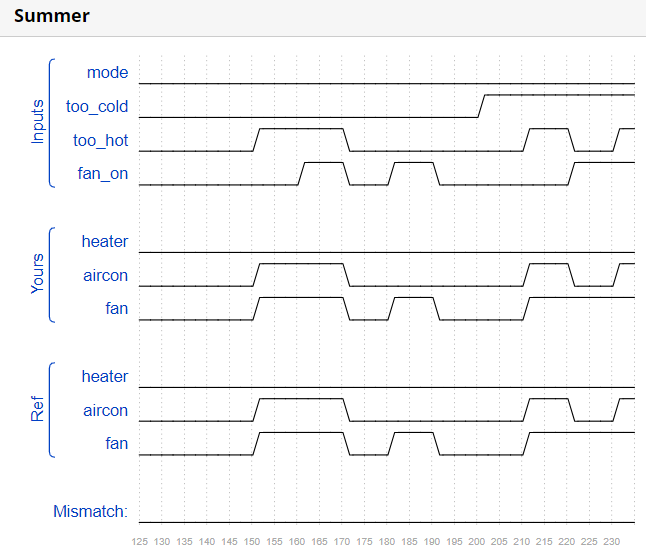 Summer
Inputs
mode
too_cold
too_hot
fan_on
Yours
heater
aircon
fan
Ref
heater
aircon
fan
Mismatch:
125 130 135 140 145 150 155 160 165 170 175 180 185 190 195 200 205 210 215 220 225 230